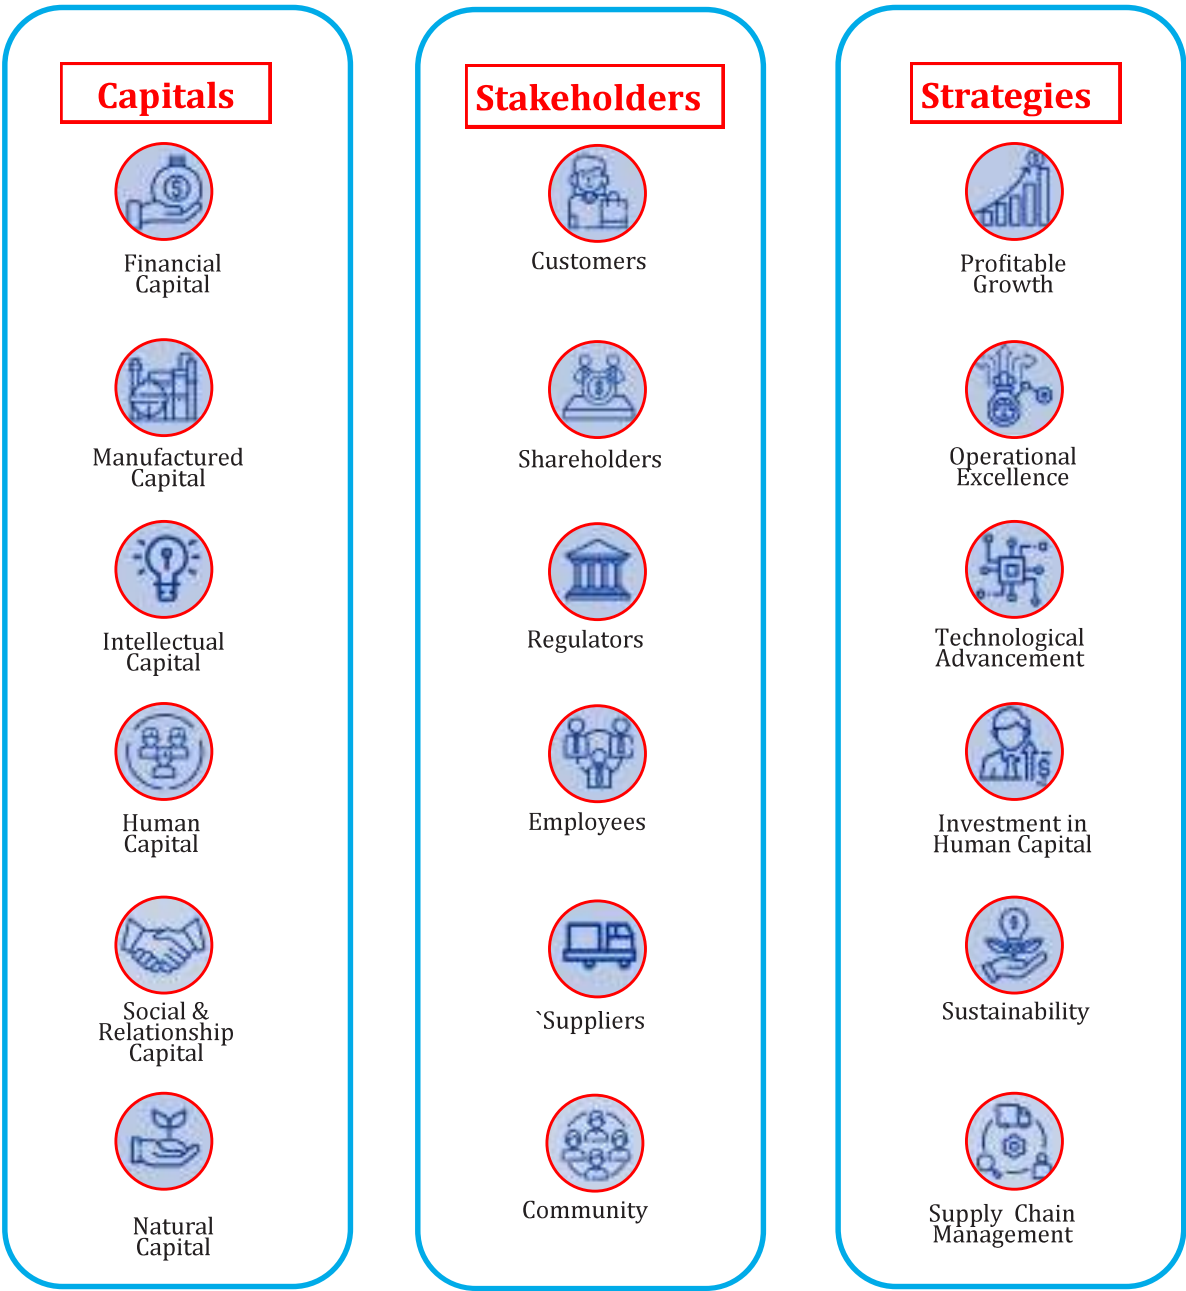 Capitals
Financial
Capital
Manufactured
Capital
Intellectual
Capital
Human
Capital
Social &
Relationship
Capital
Natural
Capital
Stakeholders
Customers
Shareholders
Regulators
Employees
`Suppliers
Community
Strategies
Profitable
Growth
Operational
Excellence
Technological
Advancement
Investment in
Human Capital
Sustainability
Supply Chain
Management